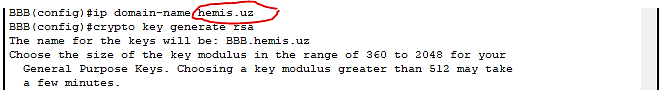 BBB(config)#ip domain-name hemis.uz
BBB(config)#crypto key generate rsa
The name for the keys will be: BBB.hemis.uz
Choose the size of the key modulus in the range of 360 to 2048 for your
General Purpose Keys. Choosing a key modulus greater than 512 may take
a few minutes.